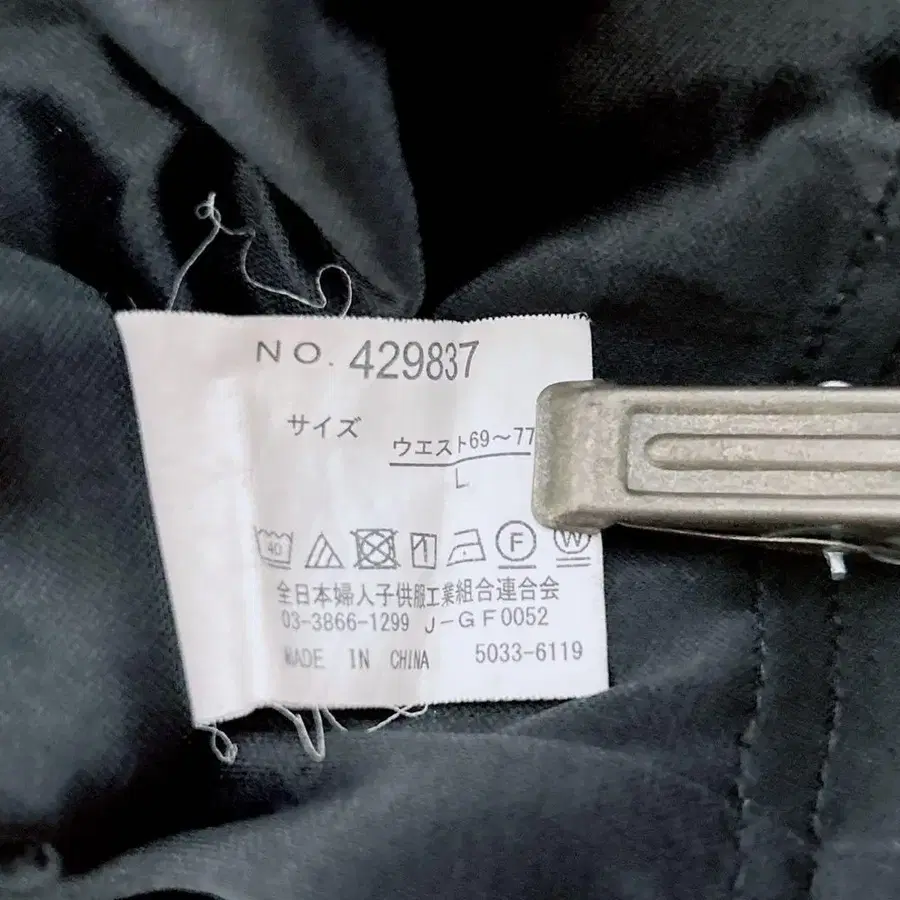 NO. 429837
サイズ
ウエスト69～77
L
40 F W
全日本婦人子供服工業組合連合会
03-3866-1299 J-GF0052
MADE IN CHINA 5033-6119